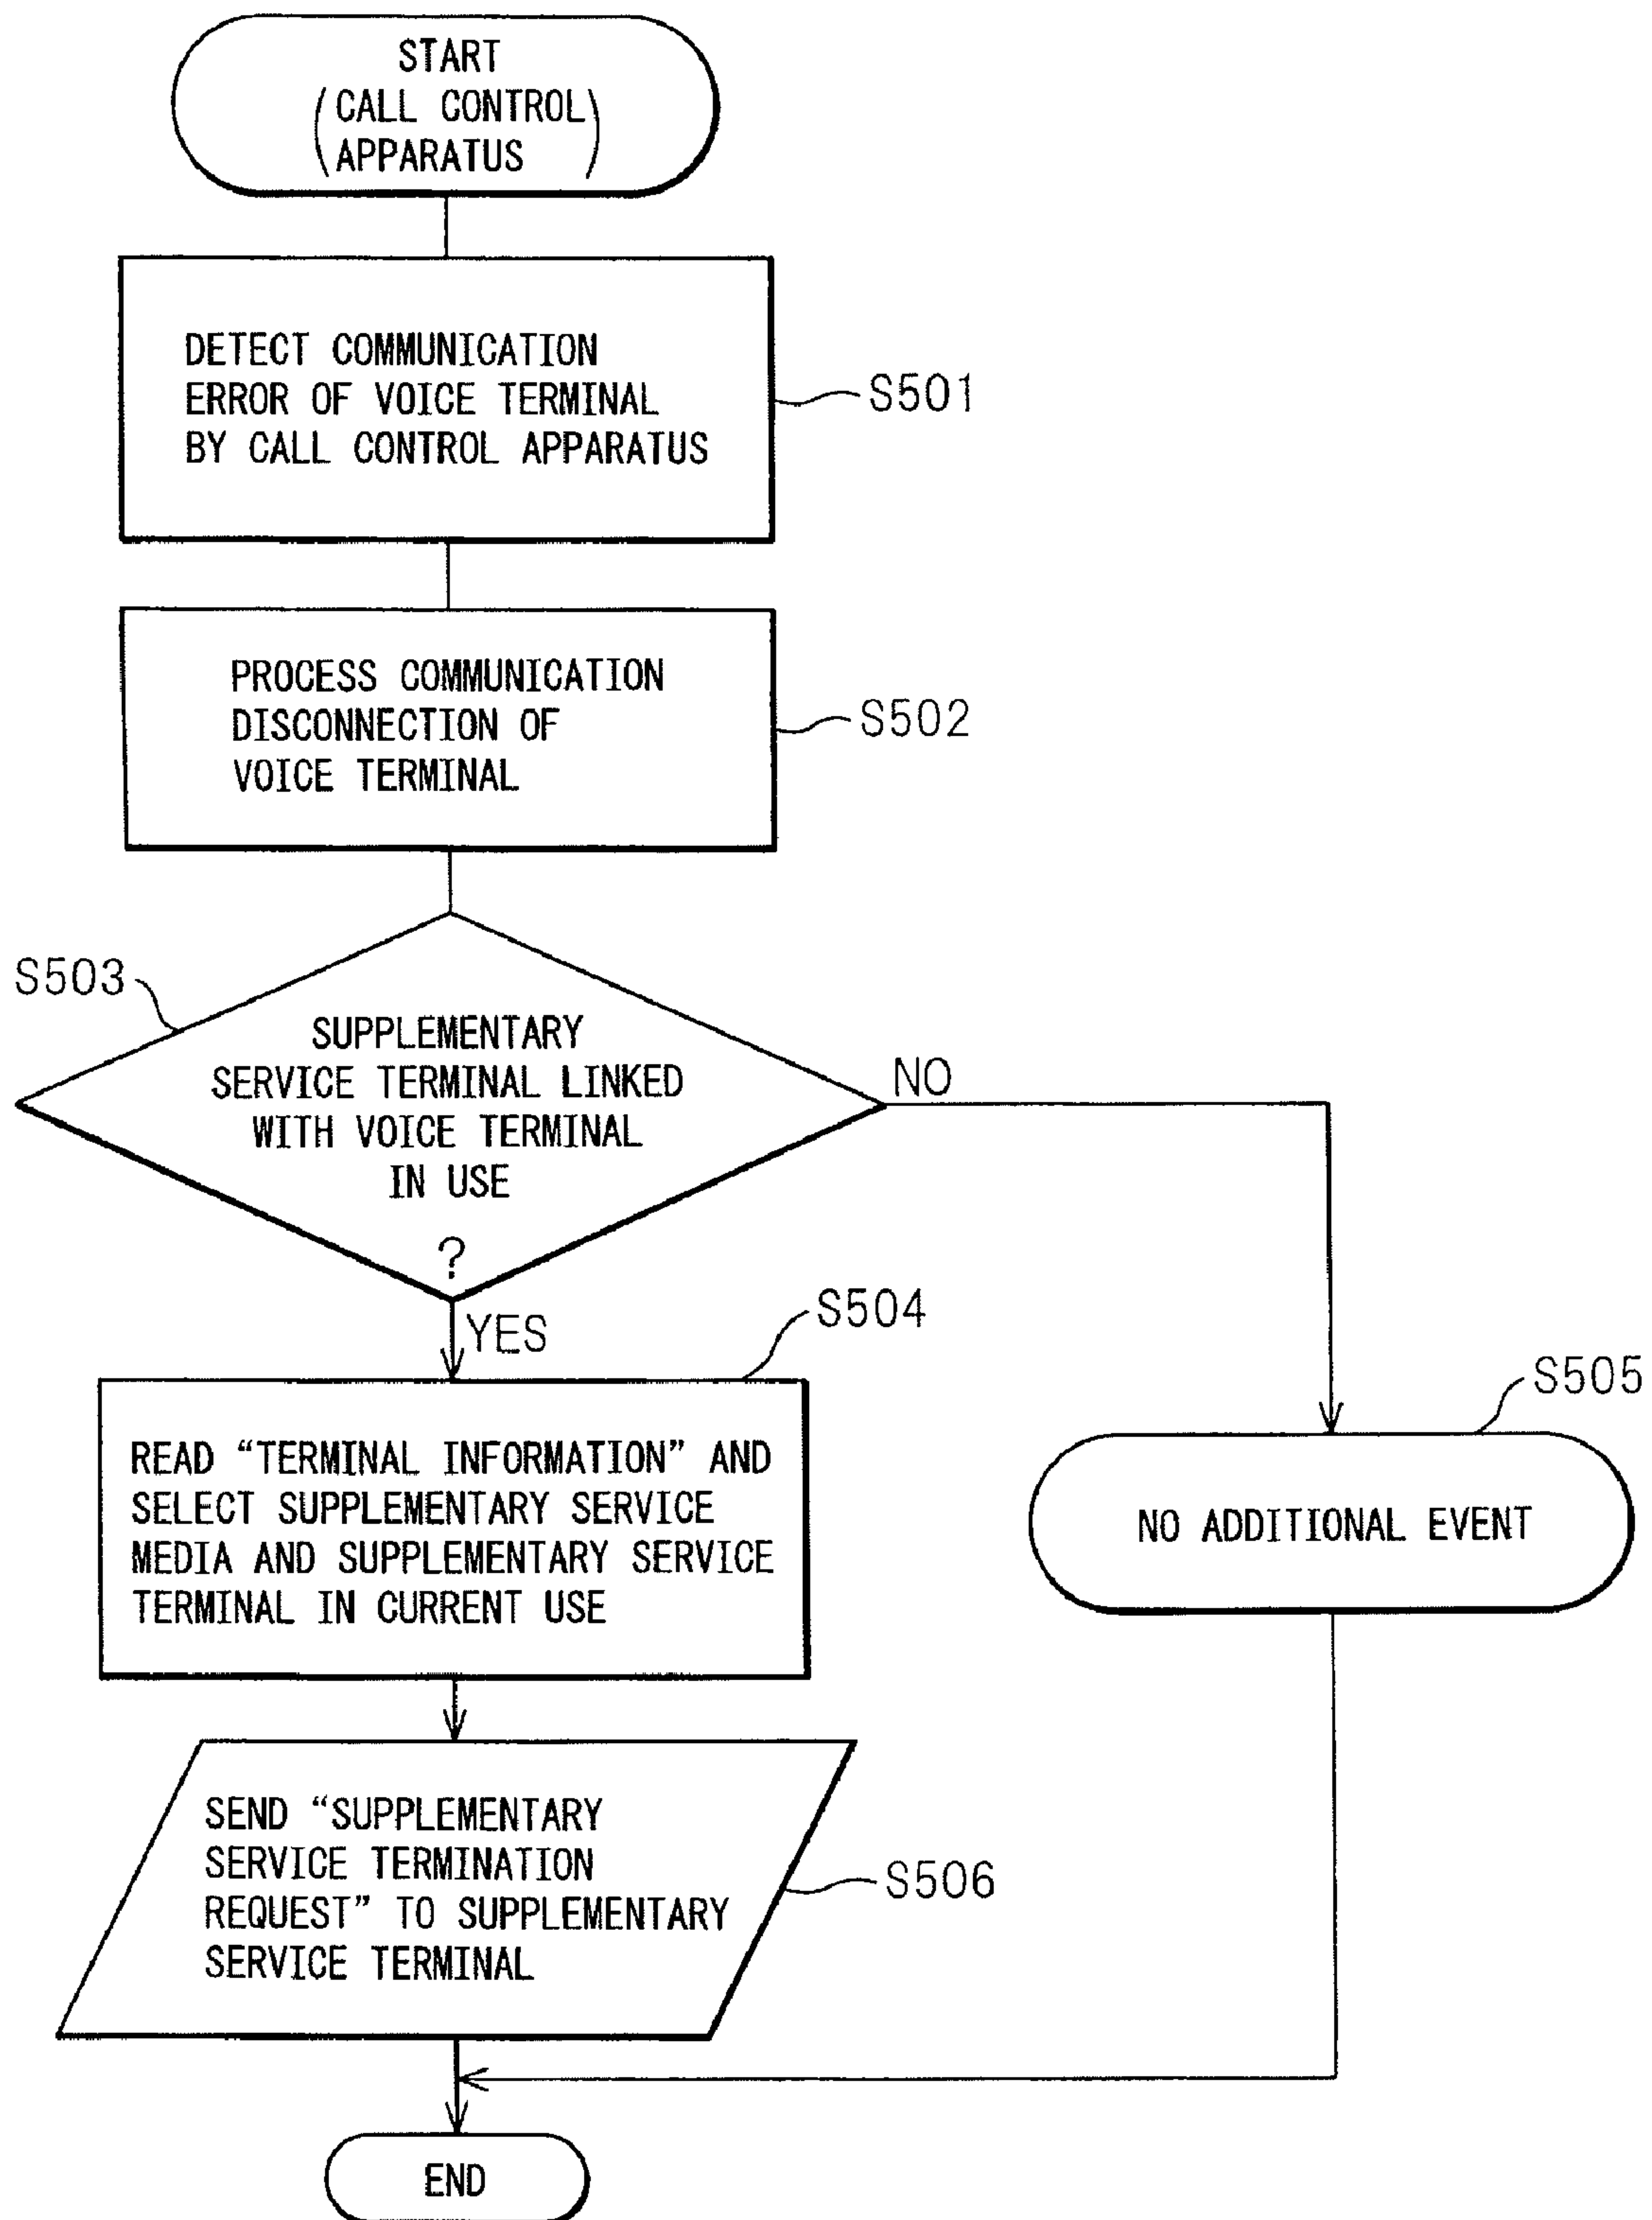 START
(CALL CONTROL
APPARATUS)
DETECT COMMUNICATION
ERROR OF VOICE TERMINAL
BY CALL CONTROL APPARATUS
S501
PROCESS COMMUNICATION
DISCONNECTION OF
VOICE TERMINAL
S502
S503
SUPPLEMENTARY
SERVICE TERMINAL LINKED
WITH VOICE TERMINAL
IN USE
?
NO
YES
S504
READ “TERMINAL INFORMATION” AND
SELECT SUPPLEMENTARY SERVICE
MEDIA AND SUPPLEMENTARY SERVICE
TERMINAL IN CURRENT USE
S505
NO ADDITIONAL EVENT
SEND “SUPPLEMENTARY
SERVICE TERMINATION
REQUEST” TO SUPPLEMENTARY
SERVICE TERMINAL
S506
END